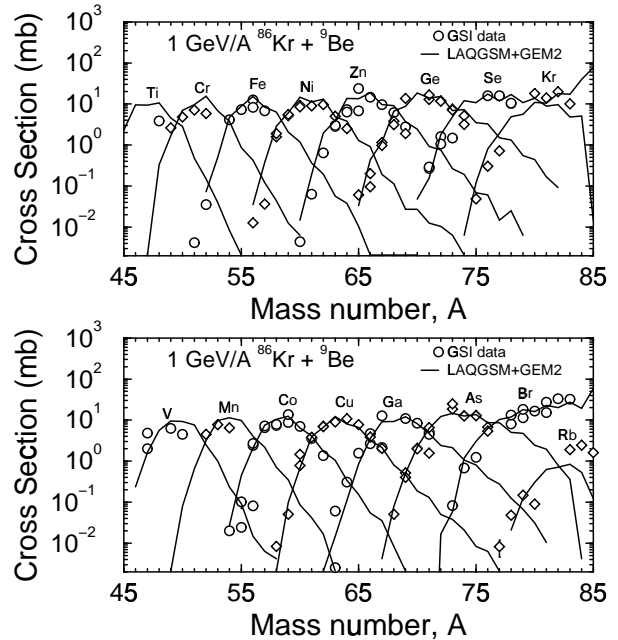 10³
10²
10¹
10⁰
10⁻¹
10⁻²
Cross Section (mb)
1 GeV/A ⁸⁶Kr + ⁹Be
GSI data
LAQGSM+GEM2
Ti
Cr
Fe
Ni
Zn
Ge
Se
Kr
45 55 65 75 85
Mass number, A
10³
10²
10¹
10⁰
10⁻¹
10⁻²
Cross Section (mb)
1 GeV/A ⁸⁶Kr + ⁹Be
GSI data
LAQGSM+GEM2
V
Mn
Co
Cu
Ga
As
Br
Rb
45 55 65 75 85
Mass number, A